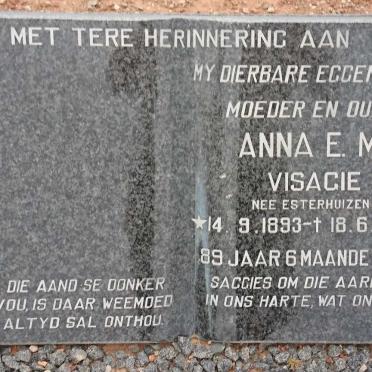 MET TERE HERINNERING AAN
MY DIERBARE EGGEN
MOEDER EN OU
ANNA E. M
VISAGIE
NEE ESTERHUIZEN
★14. 9. 1893-† 18. 6.
89 JAAR 6 MAANDE
DIE AAND SE DONKER
VOU, IS DAAR WEEMOED
ALTYD SAL ONTHOU.
SAGGIES OM DIE AAR
IN ONS HARTE, WAT ON